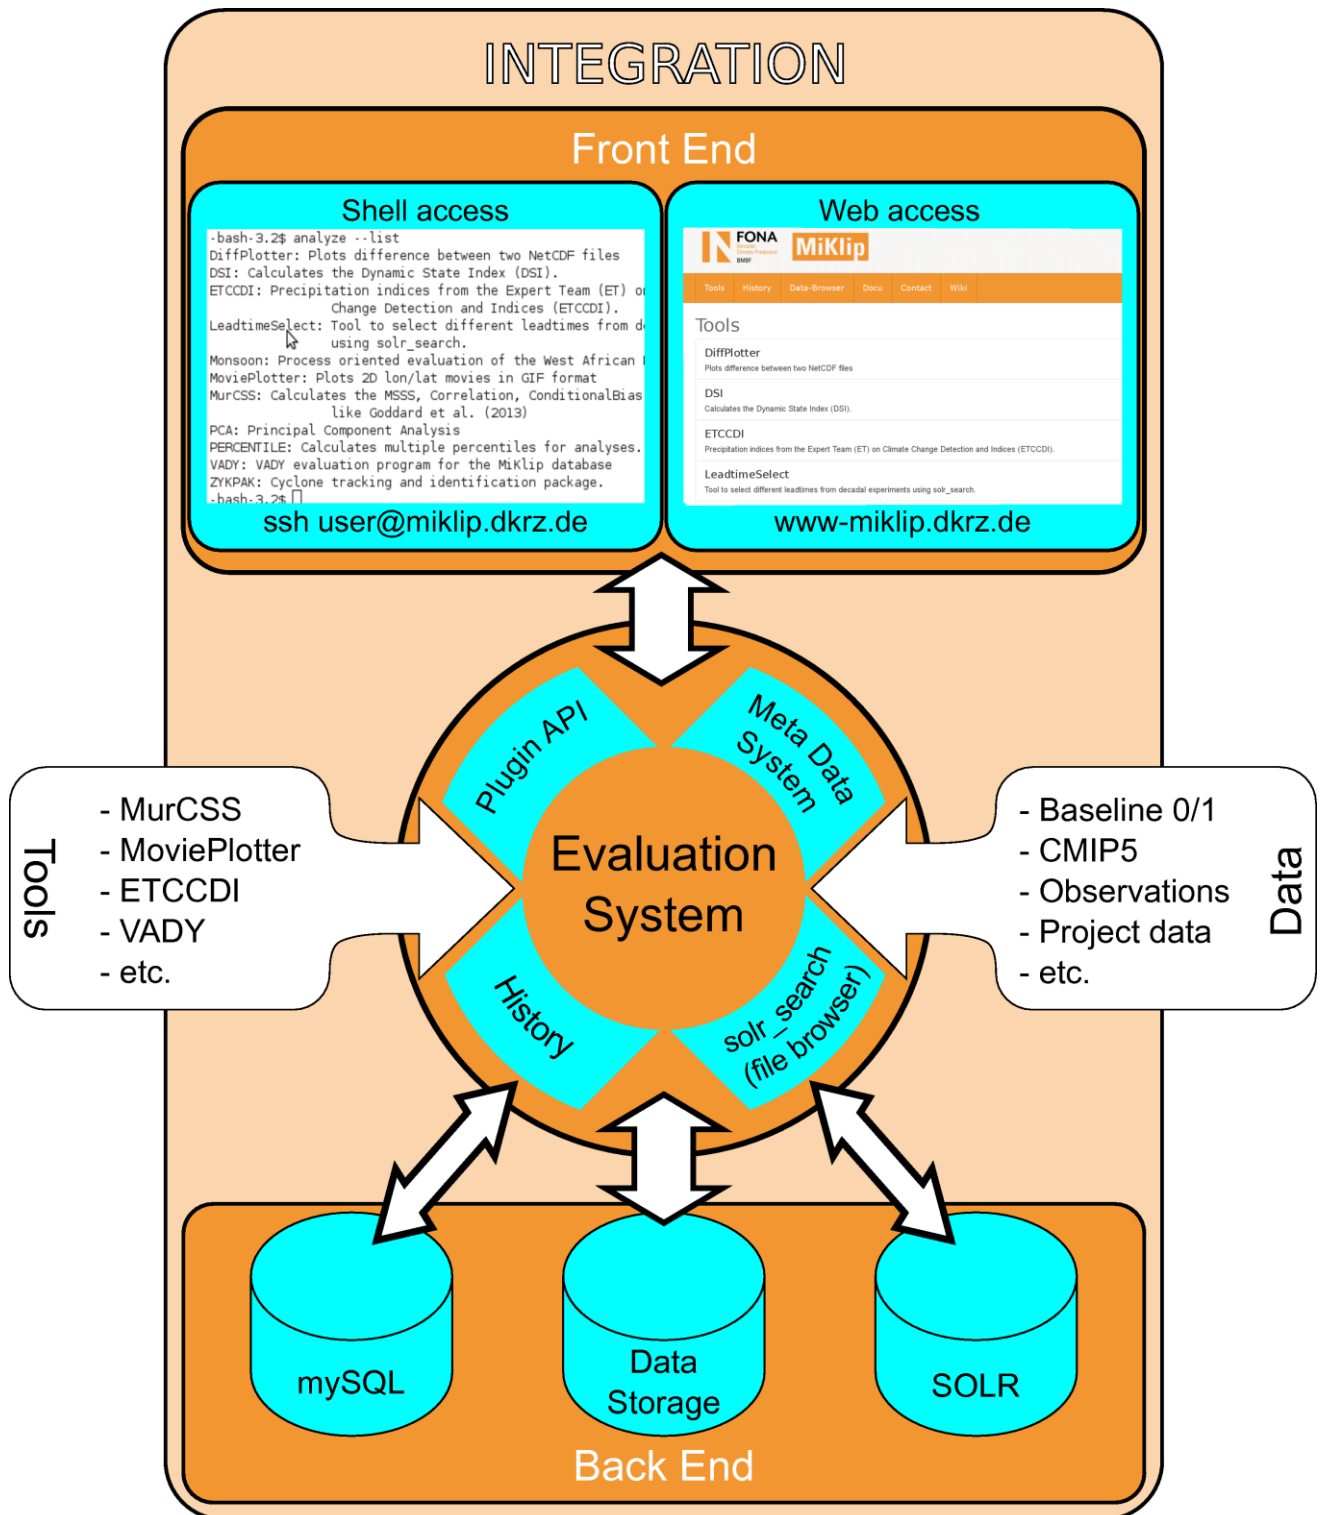 INTEGRATION
Front End
Shell access
-bash-3.2$ analyze --list
DiffPlotter: Plots difference between two NetCDF files
DSI: Calculates the Dynamic State Index (DSI).
ETCCDI: Precipitation indices from the Expert Team (ET) o
Change Detection and Indices (ETCCDI).
LeadtimeSelect: Tool to select different leadtimes from d
using solr_search.
Monsoon: Process oriented evaluation of the West African
MoviePlotter: Plots 2D lon/lat movies in GIF format
MurCSS: Calculates the MSSS, Correlation, ConditionalBias
like Goddard et al. (2013)
PCA: Principal Component Analysis
PERCENTILE: Calculates multiple percentiles for analyses.
VADY: VADY evaluation program for the MiKlip database
ZYKPAK: Cyclone tracking and identification package.
-bash-3.2$
ssh user@miklip.dkrz.de
Web access
FONA
Decadal
Climate Prediction
BMBF
MiKlip
Tools History Data-Browser Docu Contact Wiki
Tools
DiffPlotter
Plots difference between two NetCDF files
DSI
Calculates the Dynamic State Index (DSI).
ETCCDI
Precipitation indices from the Expert Team (ET) on Climate Change Detection and Indices (ETCCDI).
LeadtimeSelect
Tool to select different leadtimes from decadal experiments using solr_search.
www-miklip.dkrz.de
Plugin API
Meta Data
System
Evaluation
System
History
solr_search
(file browser)
Tools
- MurCSS
- MoviePlotter
- ETCCDI
- VADY
- etc.
- Baseline 0/1
- CMIP5
- Observations
- Project data
- etc.
Data
mySQL
Data
Storage
SOLR
Back End